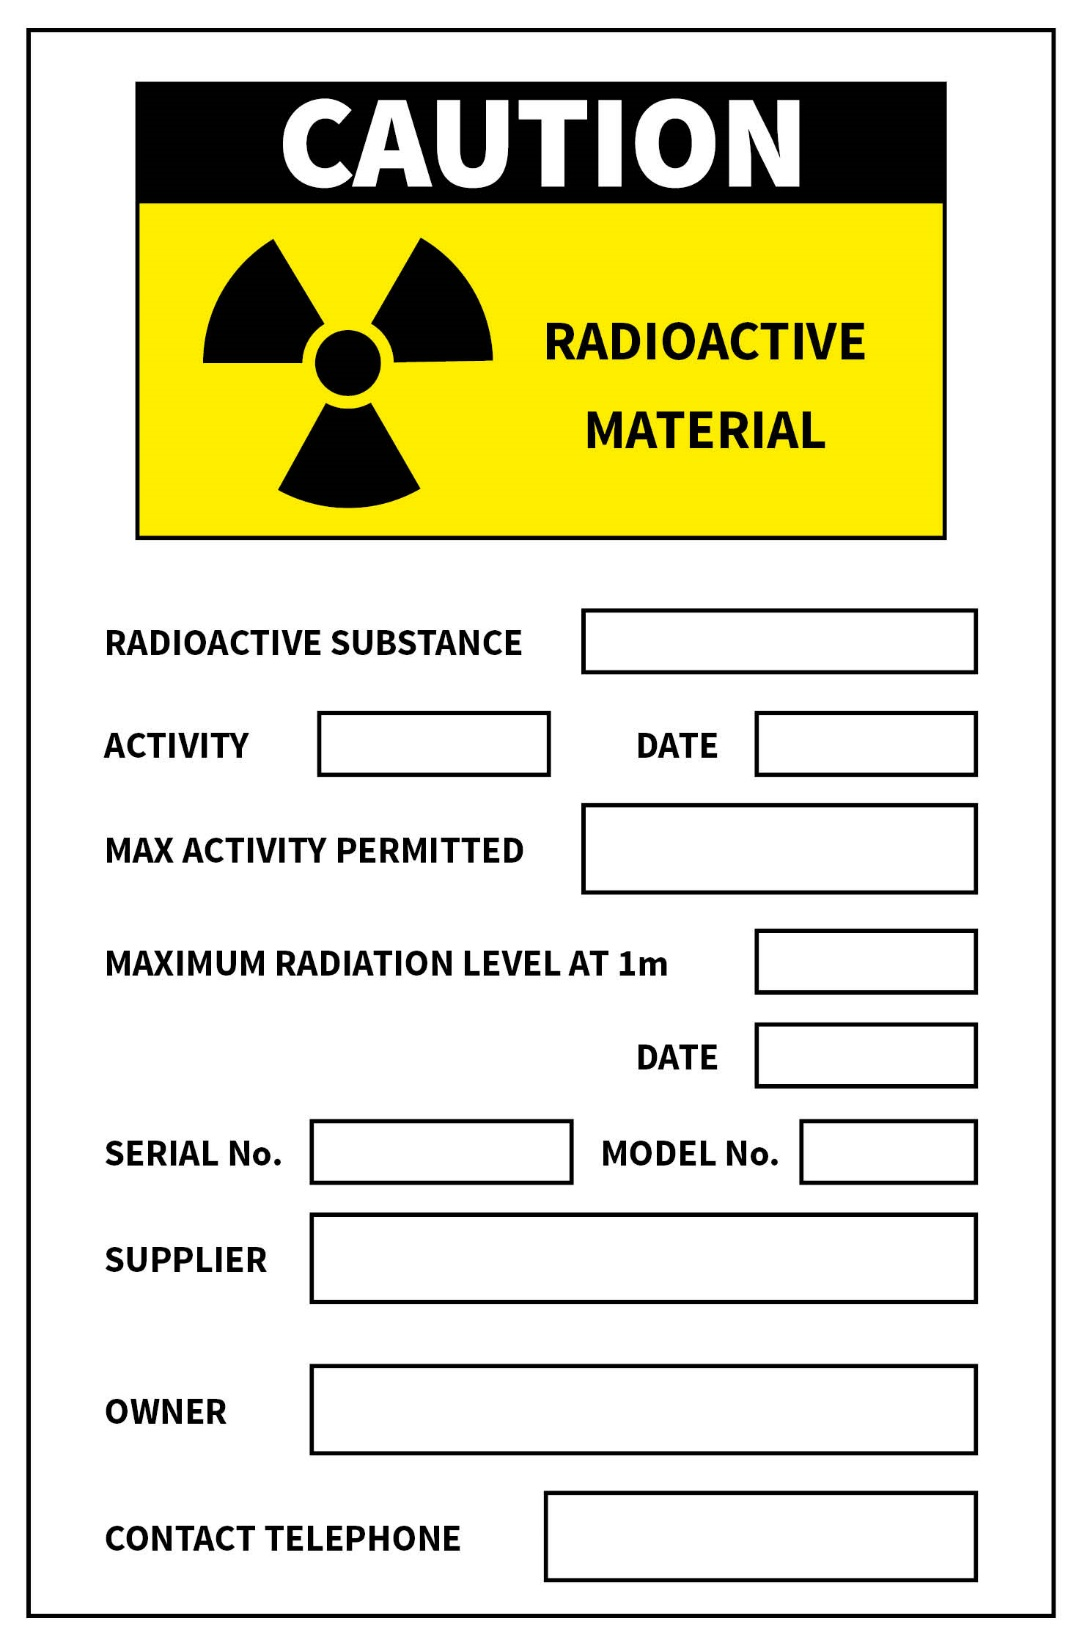 CAUTION
RADIOACTIVE
MATERIAL
RADIOACTIVE SUBSTANCE
ACTIVITY DATE
MAX ACTIVITY PERMITTED
MAXIMUM RADIATION LEVEL AT 1m
DATE
SERIAL No. MODEL No.
SUPPLIER
OWNER
CONTACT TELEPHONE